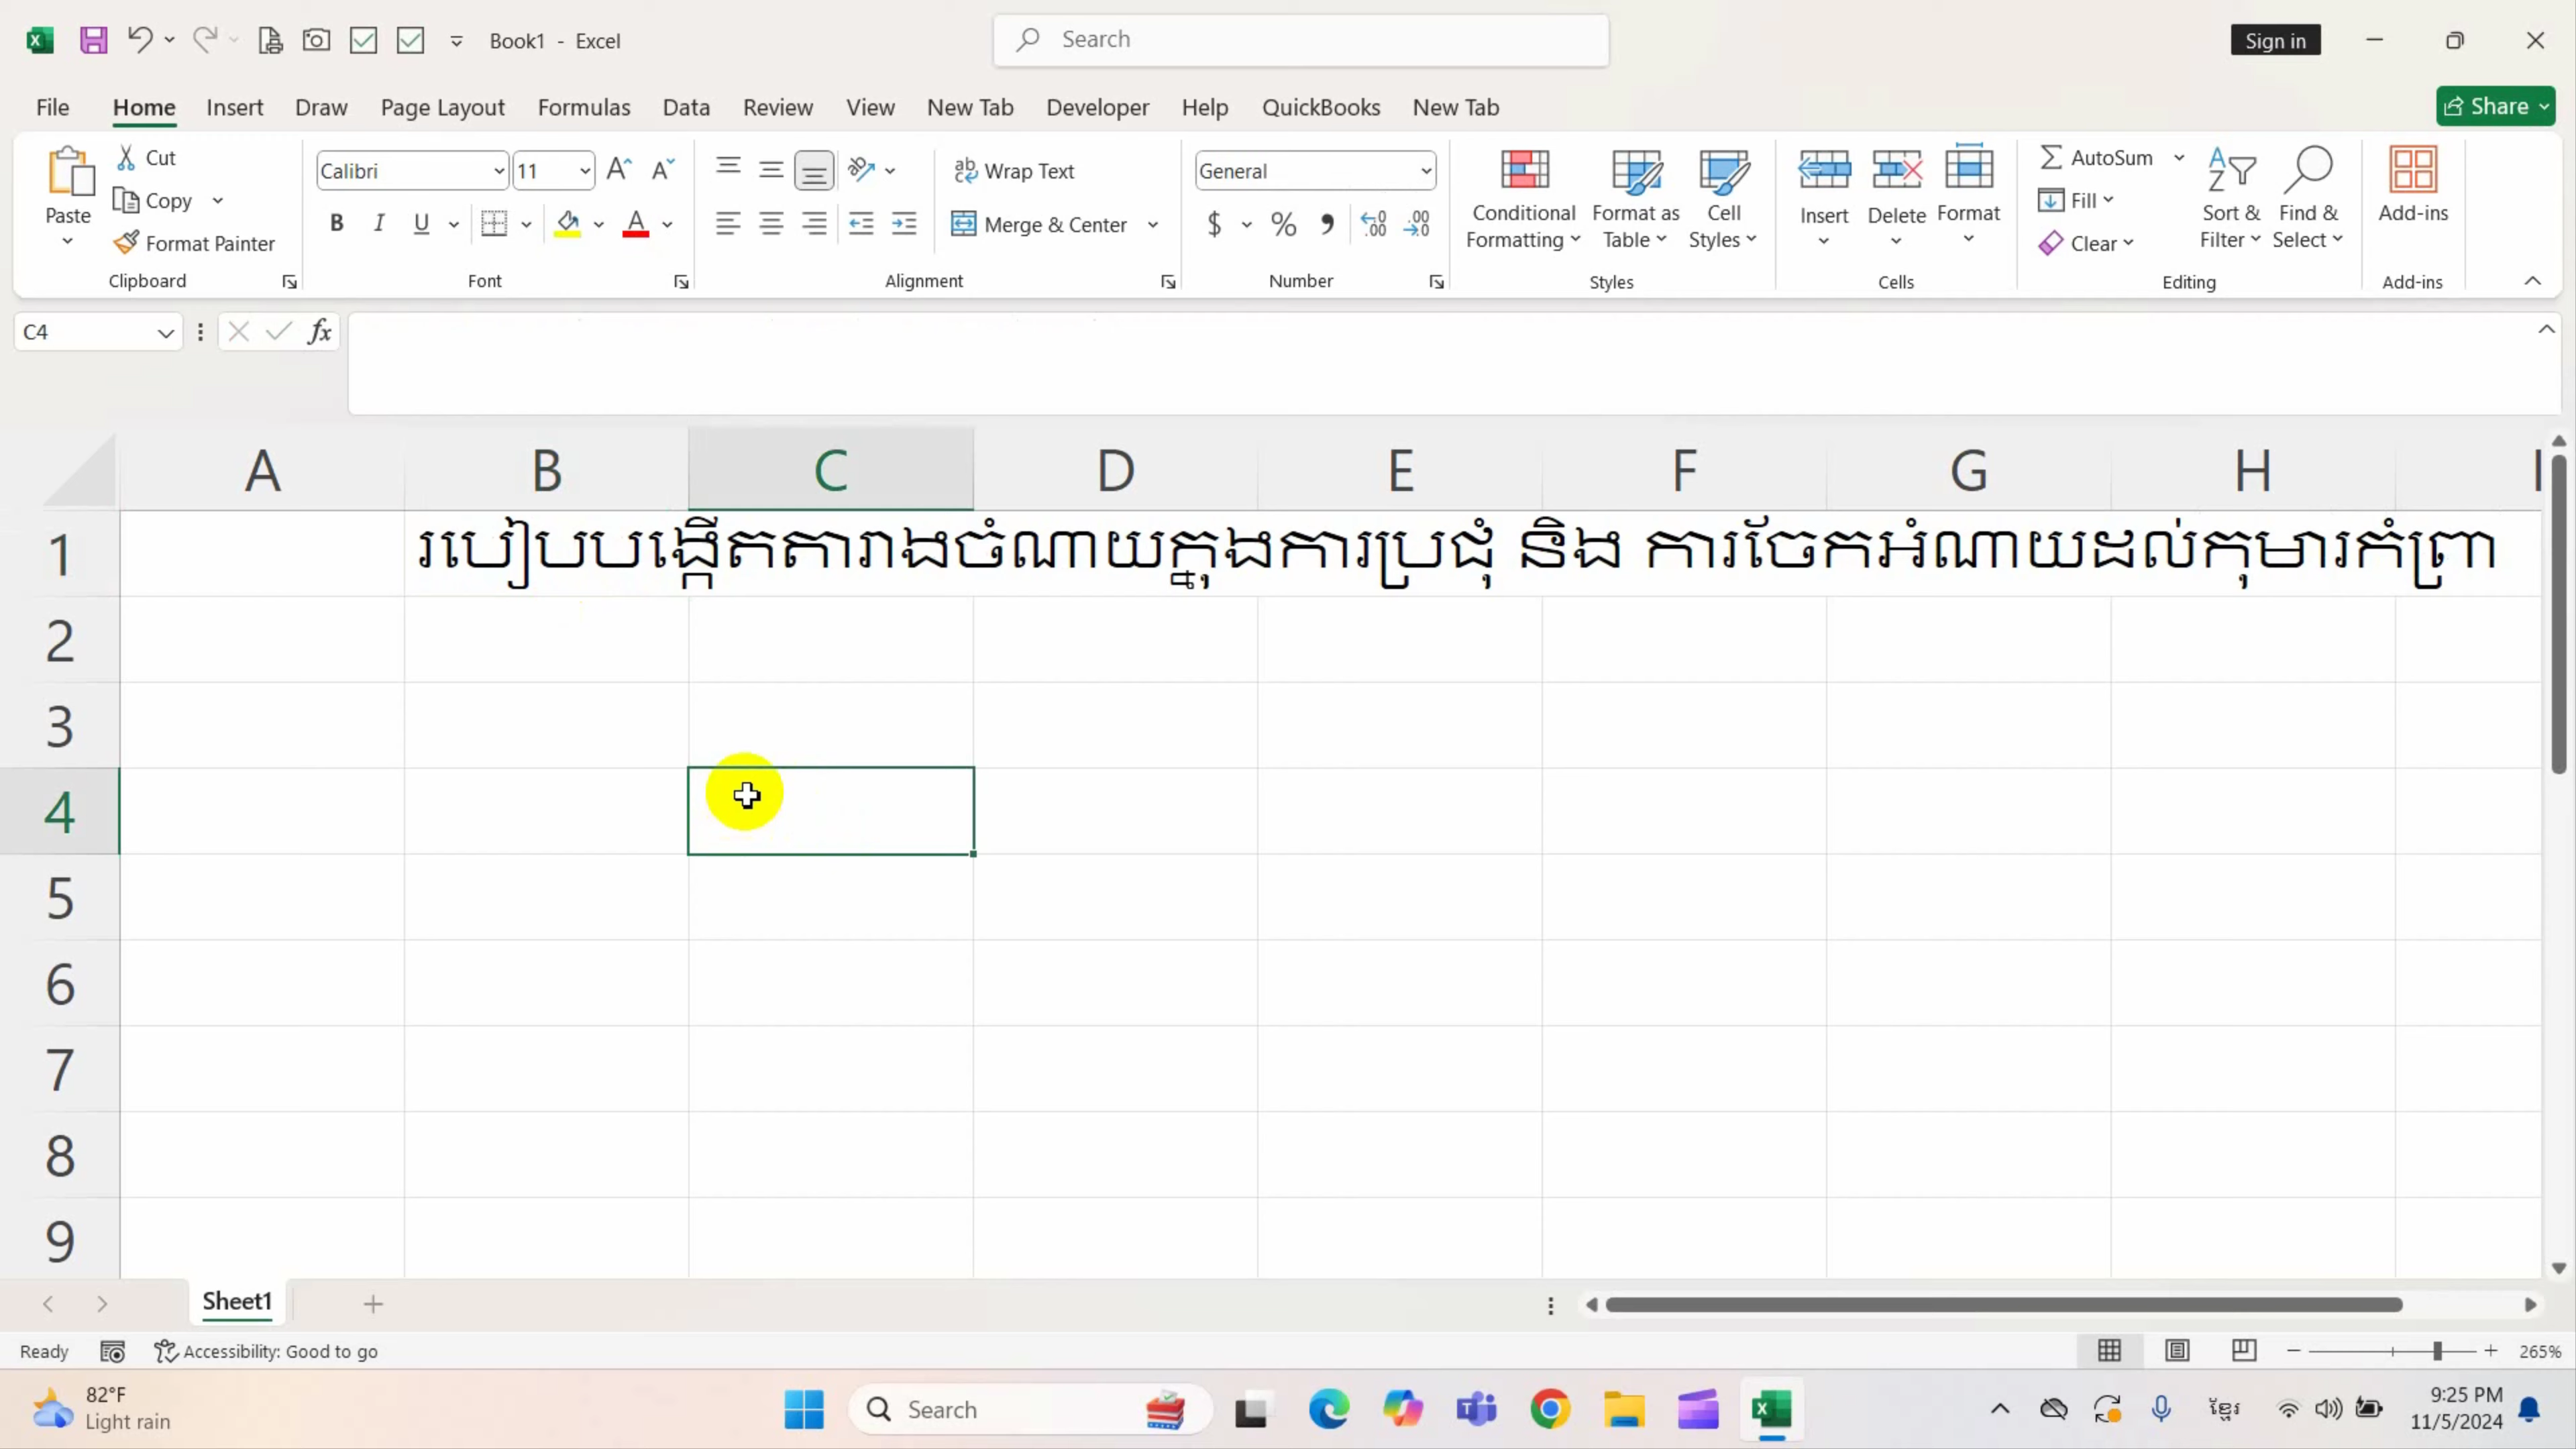 Book1 - Excel
Search
Sign in
File Home Insert Draw Page Layout Formulas Data Review View New Tab Developer Help QuickBooks New Tab
Share
Paste
Cut
Copy
Format Painter
Clipboard
Calibri
11
B I U
A
Font
Wrap Text
Merge & Center
Alignment
General
$ % ,
Number
Conditional Formatting
Format as Table
Cell Styles
Styles
Insert Delete Format
Cells
AutoSum
Fill
Clear
Sort & Filter
Find & Select
Editing
Add-ins
Add-ins
C4
fx
A B C D E F G H I
1 របៀបបង្កើតតារាងចំណាយក្នុងការប្រជុំ និង ការចែកអំណាយដល់កុមារកំព្រា
2
3
4
5
6
7
8
9
Sheet1
Ready
Accessibility: Good to go
265%
82°F
Light rain
Search
ខ្មែរ
9:25 PM
11/5/2024